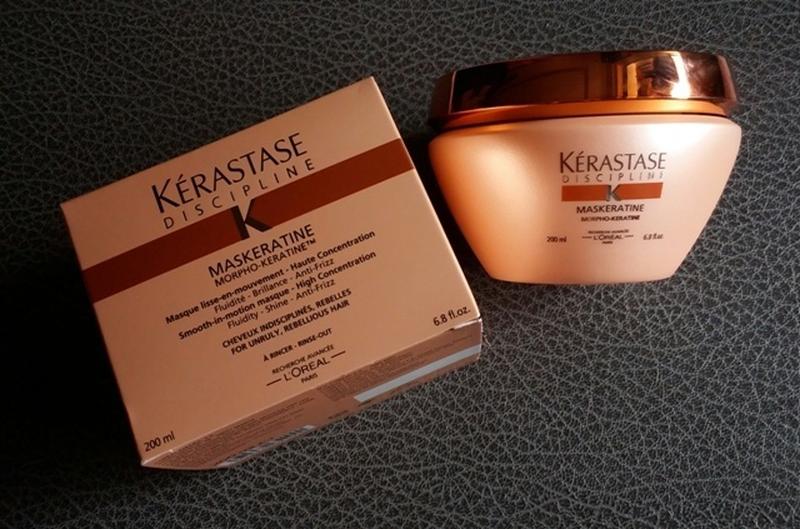 KÉRASTASE
DISCIPLINE
K
MASKERATINE
MORPHO-KERATINE™
Masque lisse-en-mouvement - Haute Concentration
Fluidité - Brillance - Anti-Frizz
Smooth-in-motion masque - High Concentration
Fluidity - Shine - Anti-Frizz
CHEVEUX INDISCIPLINÉS, REBELLES
FOR UNRULY, REBELLIOUS HAIR
À RINCER - RINSE-OUT
RECHERCHE AVANCÉE
L'ORÉAL
PARIS
200 ml
6.8 fl.oz.
KÉRASTASE
DISCIPLINE
K
MASKERATINE
MORPHO-KERATINE
RECHERCHE AVANCÉE
200 ml L'ORÉAL 6.8 fl.oz.
PARIS